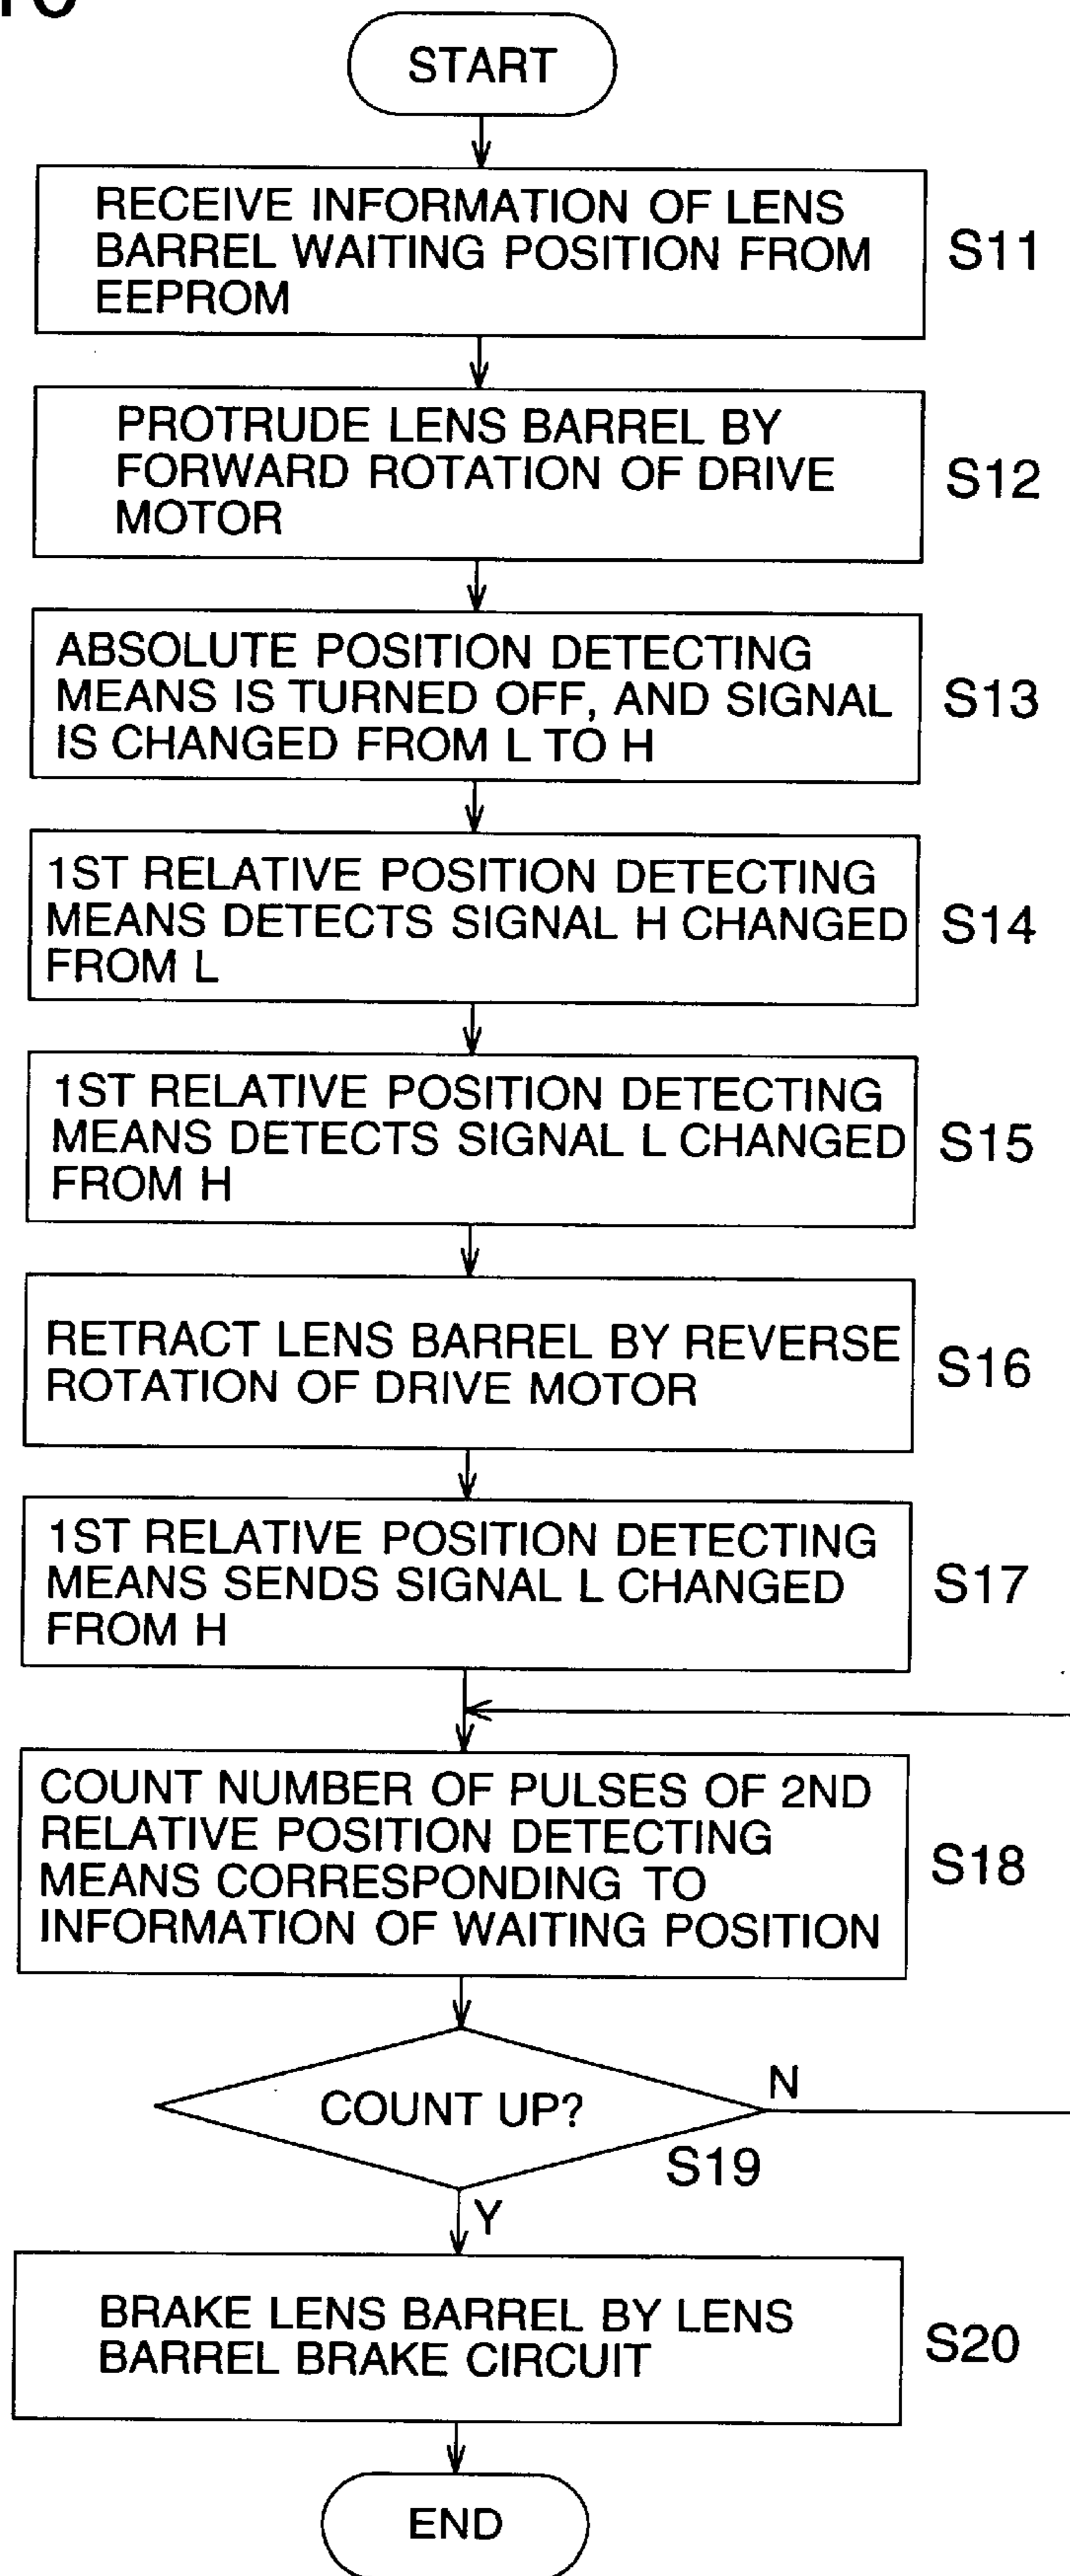 START
RECEIVE INFORMATION OF LENS
BARREL WAITING POSITION FROM
EEPROM
S11
PROTRUDE LENS BARREL BY
FORWARD ROTATION OF DRIVE
MOTOR
S12
ABSOLUTE POSITION DETECTING
MEANS IS TURNED OFF, AND SIGNAL
IS CHANGED FROM L TO H
S13
1ST RELATIVE POSITION DETECTING
MEANS DETECTS SIGNAL H CHANGED
FROM L
S14
1ST RELATIVE POSITION DETECTING
MEANS DETECTS SIGNAL L CHANGED
FROM H
S15
RETRACT LENS BARREL BY REVERSE
ROTATION OF DRIVE MOTOR
S16
1ST RELATIVE POSITION DETECTING
MEANS SENDS SIGNAL L CHANGED
FROM H
S17
COUNT NUMBER OF PULSES OF 2ND
RELATIVE POSITION DETECTING
MEANS CORRESPONDING TO
INFORMATION OF WAITING POSITION
S18
COUNT UP?
N
S19
Y
BRAKE LENS BARREL BY LENS
BARREL BRAKE CIRCUIT
S20
END